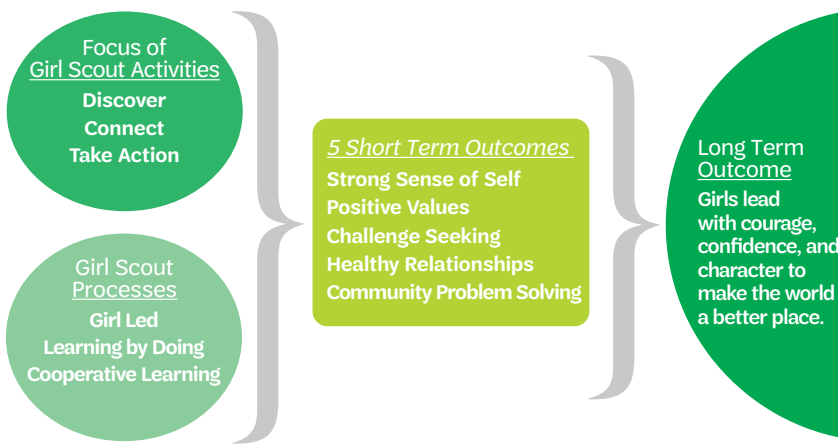 Focus of
Girl Scout Activities
Discover
Connect
Take Action
Girl Scout
Processes
Girl Led
Learning by Doing
Cooperative Learning
5 Short Term Outcomes
Strong Sense of Self
Positive Values
Challenge Seeking
Healthy Relationships
Community Problem Solving
Long Term
Outcome
Girls lead
with courage,
confidence, and
character to
make the world
a better place.